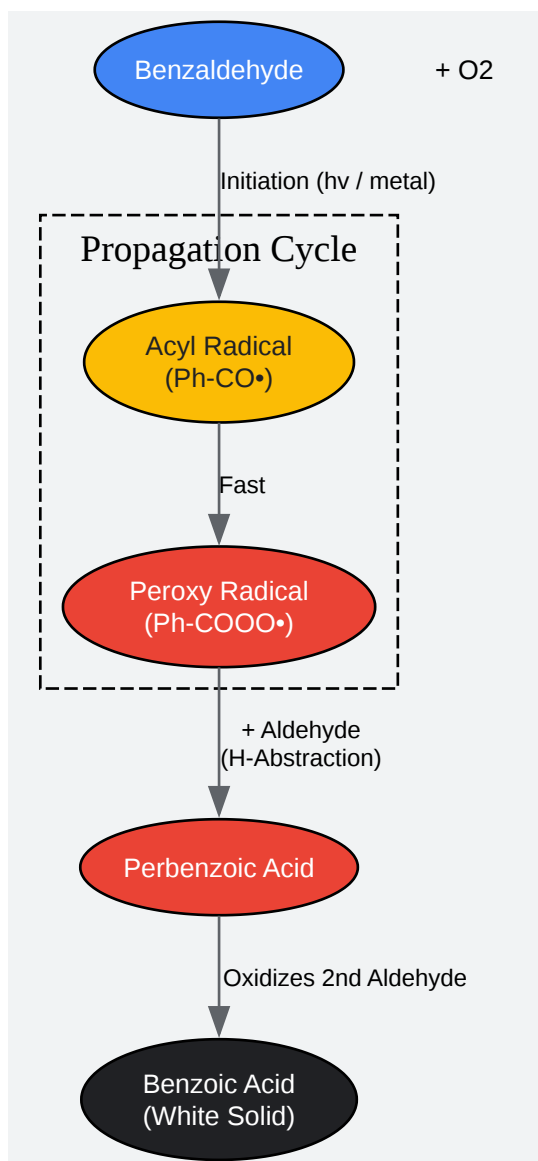 Benzaldehyde
+ O2
Initiation (hv / metal)
Propagation Cycle
Acyl Radical
(Ph-CO•)
Fast
Peroxy Radical
(Ph-COOO•)
+ Aldehyde
(H-Abstraction)
Perbenzoic Acid
Oxidizes 2nd Aldehyde
Benzoic Acid
(White Solid)